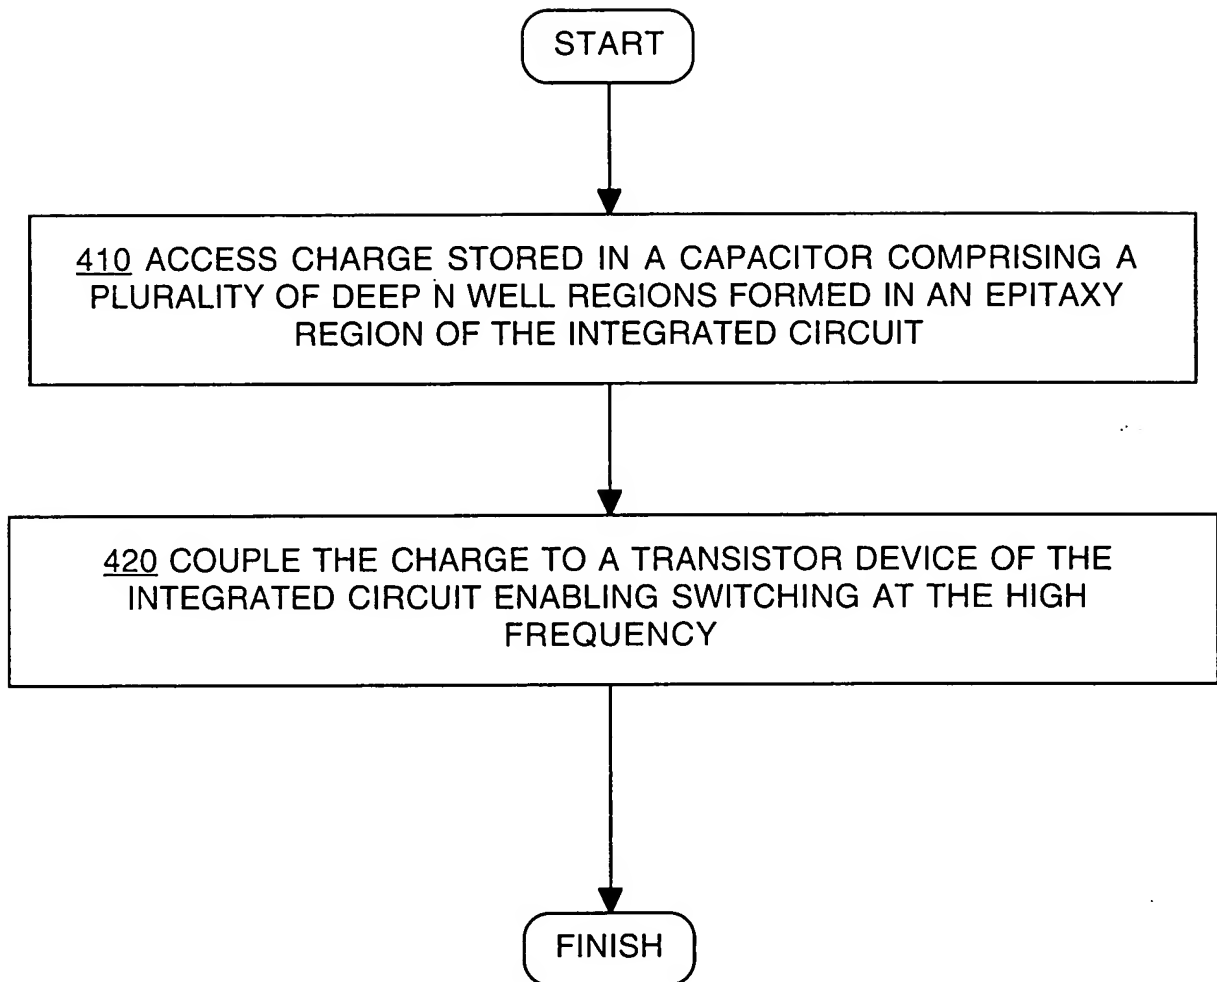 START
410 ACCESS CHARGE STORED IN A CAPACITOR COMPRISING A
PLURALITY OF DEEP N WELL REGIONS FORMED IN AN EPITAXY
REGION OF THE INTEGRATED CIRCUIT
420 COUPLE THE CHARGE TO A TRANSISTOR DEVICE OF THE
INTEGRATED CIRCUIT ENABLING SWITCHING AT THE HIGH
FREQUENCY
FINISH